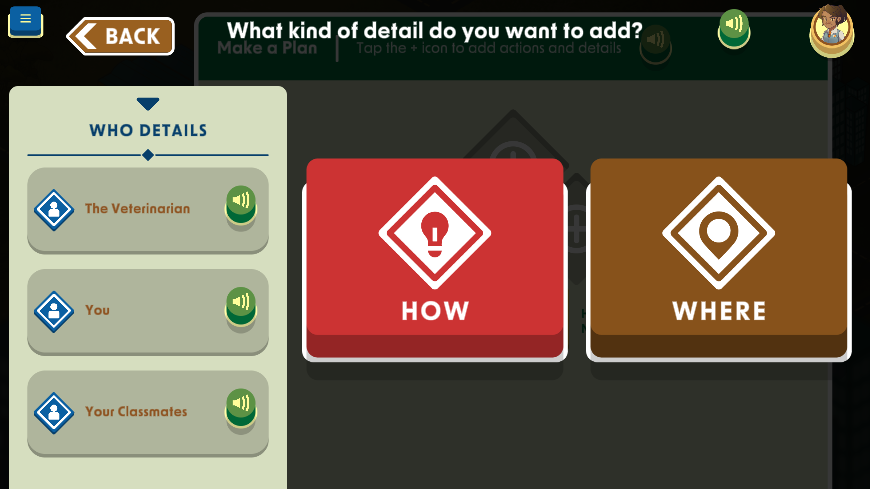 What kind of detail do you want to add?
BACK
Make a Plan
Tap the + icon to add actions and details
WHO DETAILS
The Veterinarian
You
Your Classmates
HOW
WHERE